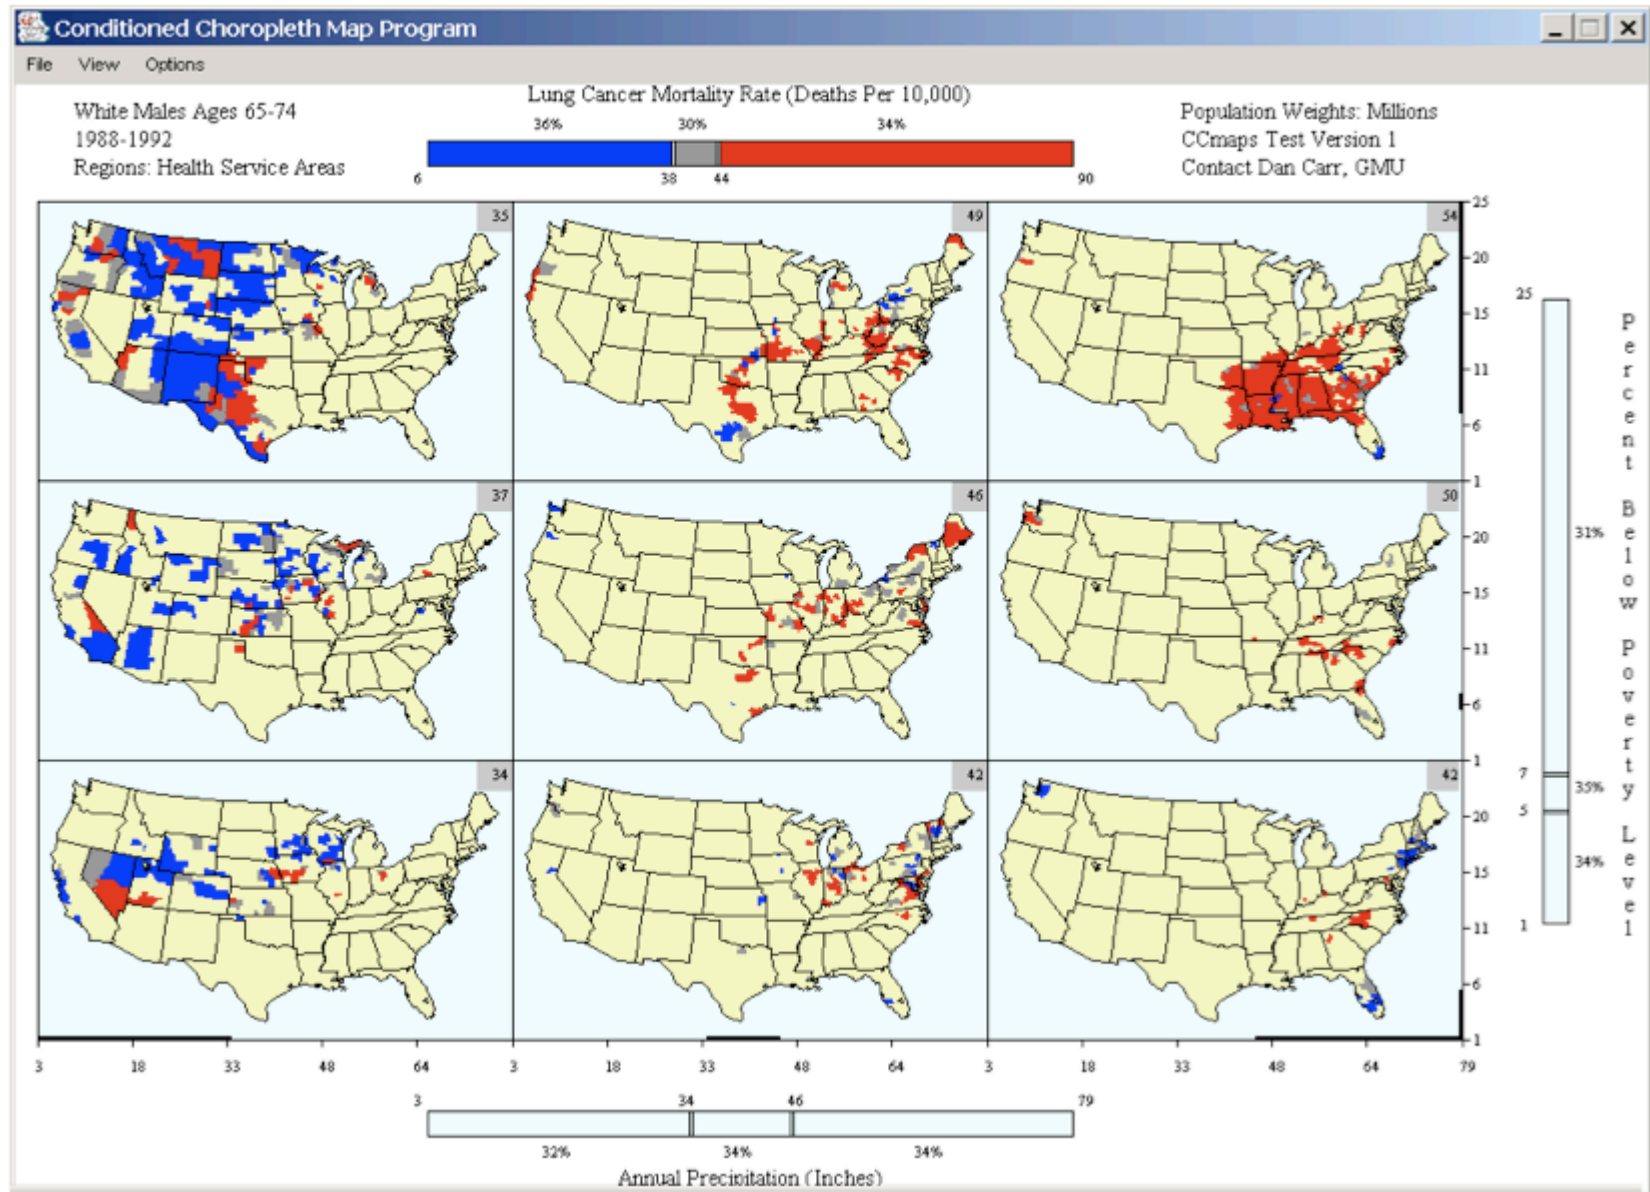 Conditioned Choropleth Map Program
File View Options
White Males Ages 65-74
1988-1992
Regions: Health Service Areas
Lung Cancer Mortality Rate (Deaths Per 10,000)
36% 30% 34%
6 38 44 90
Population Weights: Millions
CCmaps Test Version 1
Contact Dan Carr, GMU
35 49 54
25
20
15
11
6
1
37 46 50
20
15
11
6
1
34 42 42
20
15
11
6
1
3 18 33 48 64 3 18 33 48 64 3 18 33 48 64 79
25
31%
7
35%
5
34%
1
Percent Below Poverty Level
3 34 46 79
32% 34% 34%
Annual Precipitation (Inches)